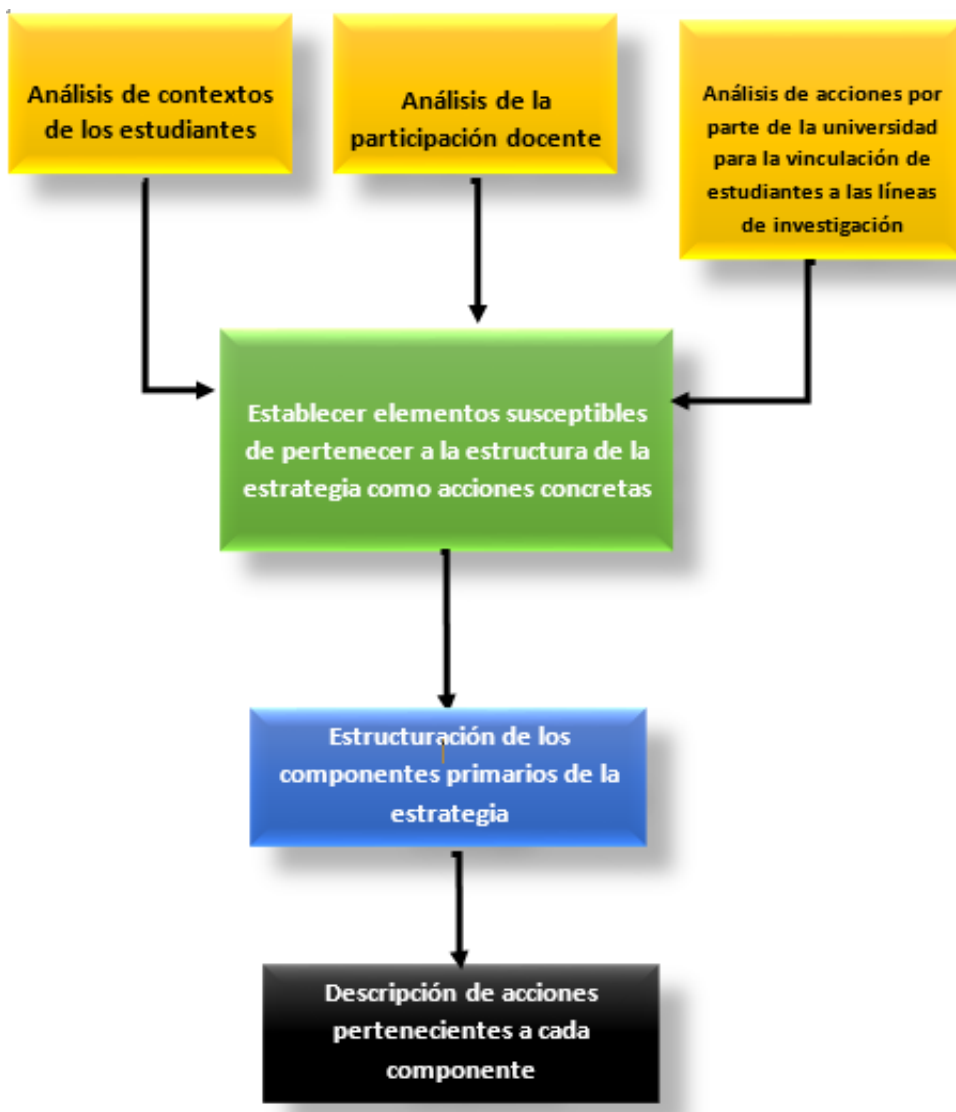 Análisis de contextos
de los estudiantes
Análisis de la
participación docente
Análisis de acciones por
parte de la universidad
para la vinculación de
estudiantes a las líneas
de investigación
Establecer elementos susceptibles
de pertenecer a la estructura de la
estrategia como acciones concretas
Estructuración de los
componentes primarios de la
estrategia
Descripción de acciones
pertenecientes a cada
componente